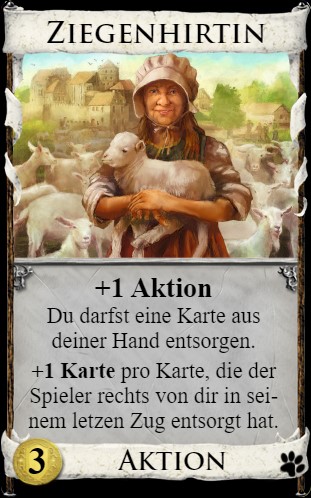 ZIEGENHIRTIN
+1 Aktion
Du darfst eine Karte aus
deiner Hand entsorgen.
+1 Karte pro Karte, die der
Spieler rechts von dir in sei-
nem letzen Zug entsorgt hat.
3 AKTION